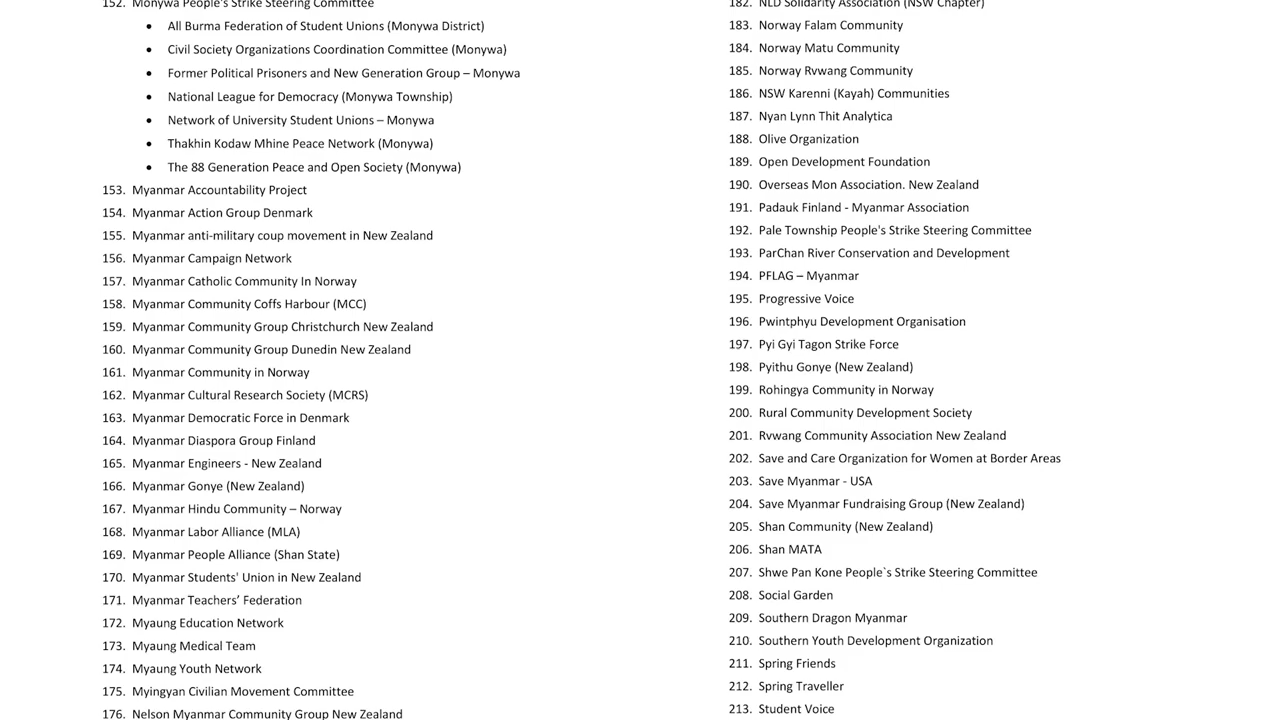 152. Monywa People's Strike Steering Committee
• All Burma Federation of Student Unions (Monywa District)
• Civil Society Organizations Coordination Committee (Monywa)
• Former Political Prisoners and New Generation Group – Monywa
• National League for Democracy (Monywa Township)
• Network of University Student Unions – Monywa
• Thakhin Kodaw Mhine Peace Network (Monywa)
• The 88 Generation Peace and Open Society (Monywa)
153. Myanmar Accountability Project
154. Myanmar Action Group Denmark
155. Myanmar anti-military coup movement in New Zealand
156. Myanmar Campaign Network
157. Myanmar Catholic Community In Norway
158. Myanmar Community Coffs Harbour (MCC)
159. Myanmar Community Group Christchurch New Zealand
160. Myanmar Community Group Dunedin New Zealand
161. Myanmar Community in Norway
162. Myanmar Cultural Research Society (MCRS)
163. Myanmar Democratic Force in Denmark
164. Myanmar Diaspora Group Finland
165. Myanmar Engineers - New Zealand
166. Myanmar Gonye (New Zealand)
167. Myanmar Hindu Community – Norway
168. Myanmar Labor Alliance (MLA)
169. Myanmar People Alliance (Shan State)
170. Myanmar Students' Union in New Zealand
171. Myanmar Teachers’ Federation
172. Myaung Education Network
173. Myaung Medical Team
174. Myaung Youth Network
175. Myingyan Civilian Movement Committee
176. Nelson Myanmar Community Group New Zealand
182. NLD Solidarity Association (NSW Chapter)
183. Norway Falam Community
184. Norway Matu Community
185. Norway Rvwang Community
186. NSW Karenni (Kayah) Communities
187. Nyan Lynn Thit Analytica
188. Olive Organization
189. Open Development Foundation
190. Overseas Mon Association. New Zealand
191. Padauk Finland - Myanmar Association
192. Pale Township People's Strike Steering Committee
193. ParChan River Conservation and Development
194. PFLAG – Myanmar
195. Progressive Voice
196. Pwintphyu Development Organisation
197. Pyi Gyi Tagon Strike Force
198. Pyithu Gonye (New Zealand)
199. Rohingya Community in Norway
200. Rural Community Development Society
201. Rvwang Community Association New Zealand
202. Save and Care Organization for Women at Border Areas
203. Save Myanmar - USA
204. Save Myanmar Fundraising Group (New Zealand)
205. Shan Community (New Zealand)
206. Shan MATA
207. Shwe Pan Kone People`s Strike Steering Committee
208. Social Garden
209. Southern Dragon Myanmar
210. Southern Youth Development Organization
211. Spring Friends
212. Spring Traveller
213. Student Voice